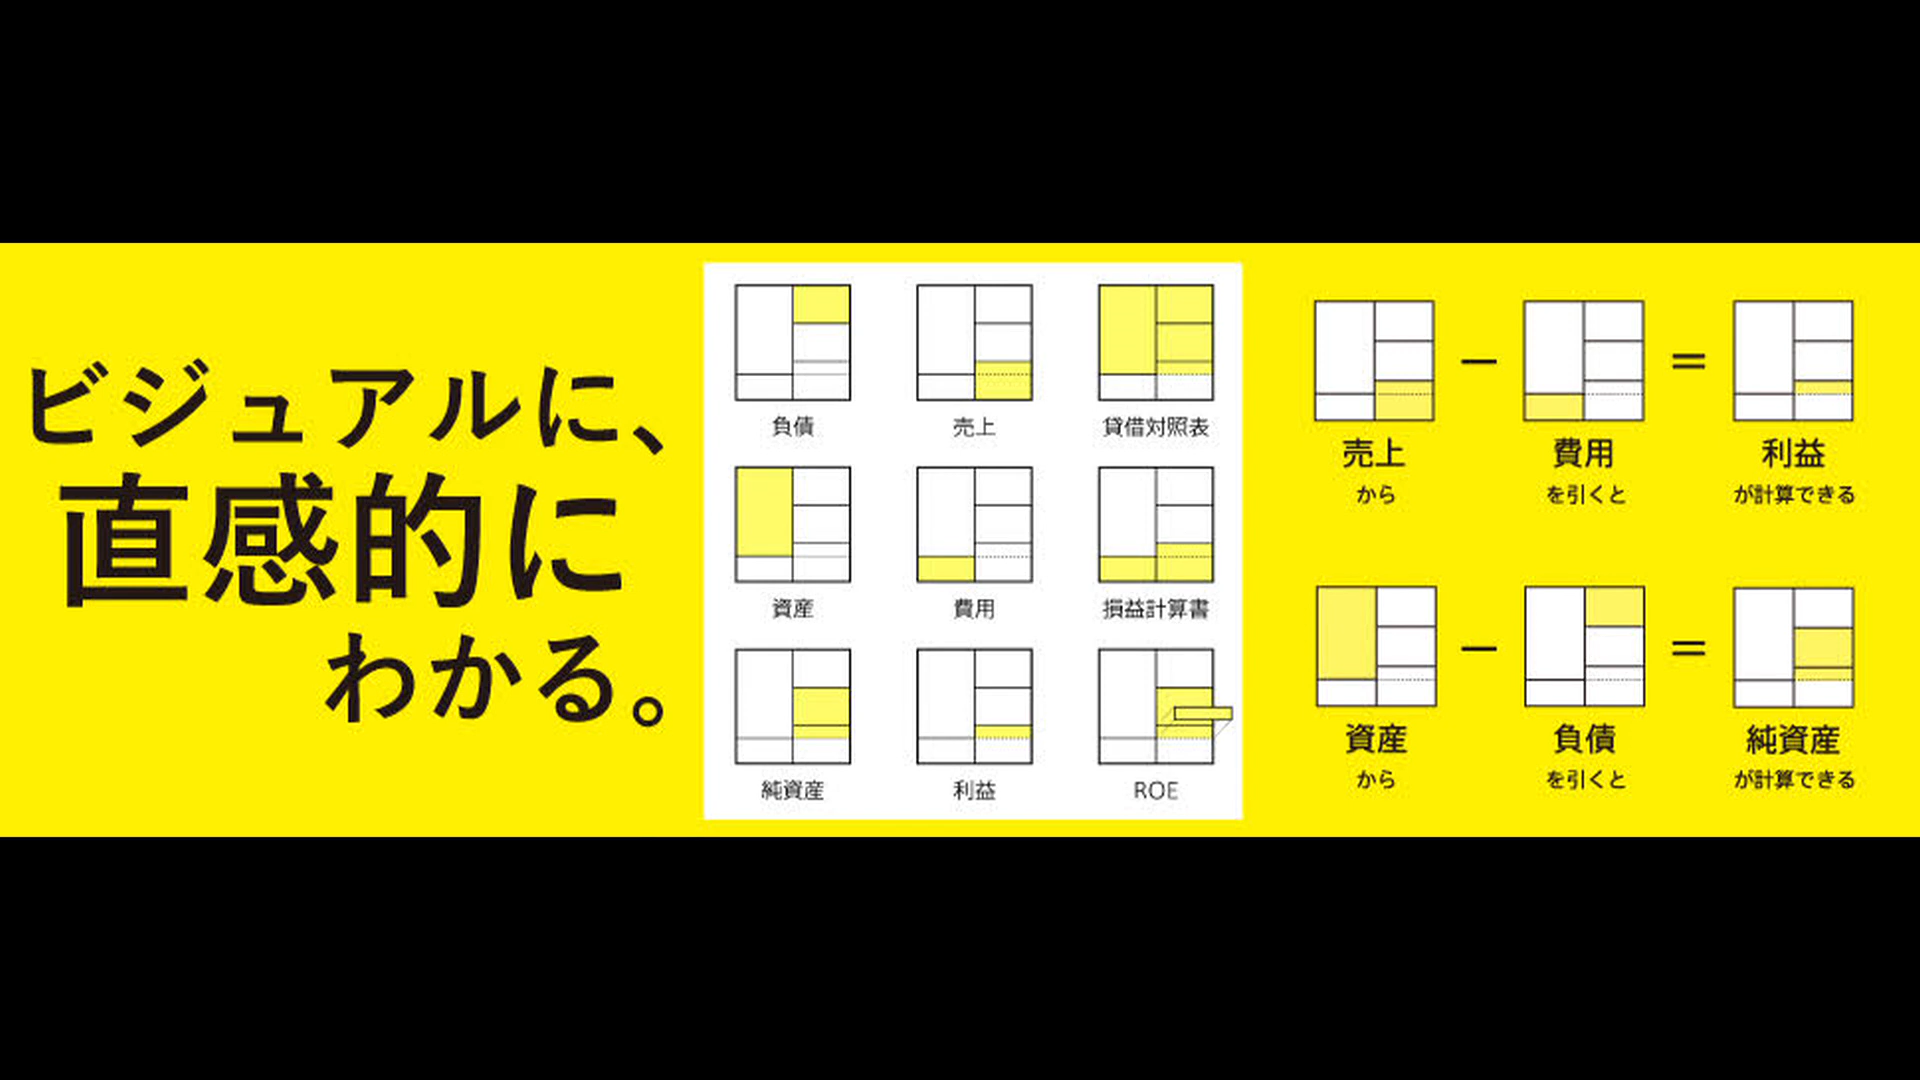 ビジュアルに、
直感的に
わかる。
負債
売上
貸借対照表
資産
費用
損益計算書
純資産
利益
ROE
売上
から
−
費用
を引くと
=
利益
が計算できる
資産
から
−
負債
を引くと
=
純資産
が計算できる